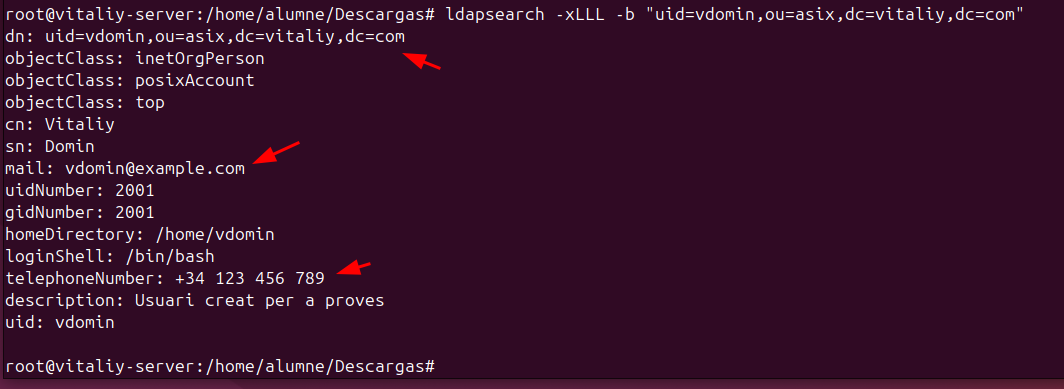 root@vitaliy-server:/home/alumne/Descargas# ldapsearch -xLLL -b "uid=vdomin,ou=asix,dc=vitaliy,dc=com"
dn: uid=vdomin,ou=asix,dc=vitaliy,dc=com
objectClass: inetOrgPerson
objectClass: posixAccount
objectClass: top
cn: Vitaliy
sn: Domin
mail: vdomin@example.com
uidNumber: 2001
gidNumber: 2001
homeDirectory: /home/vdomin
loginShell: /bin/bash
telephoneNumber: +34 123 456 789
description: Usuari creat per a proves
uid: vdomin
root@vitaliy-server:/home/alumne/Descargas#